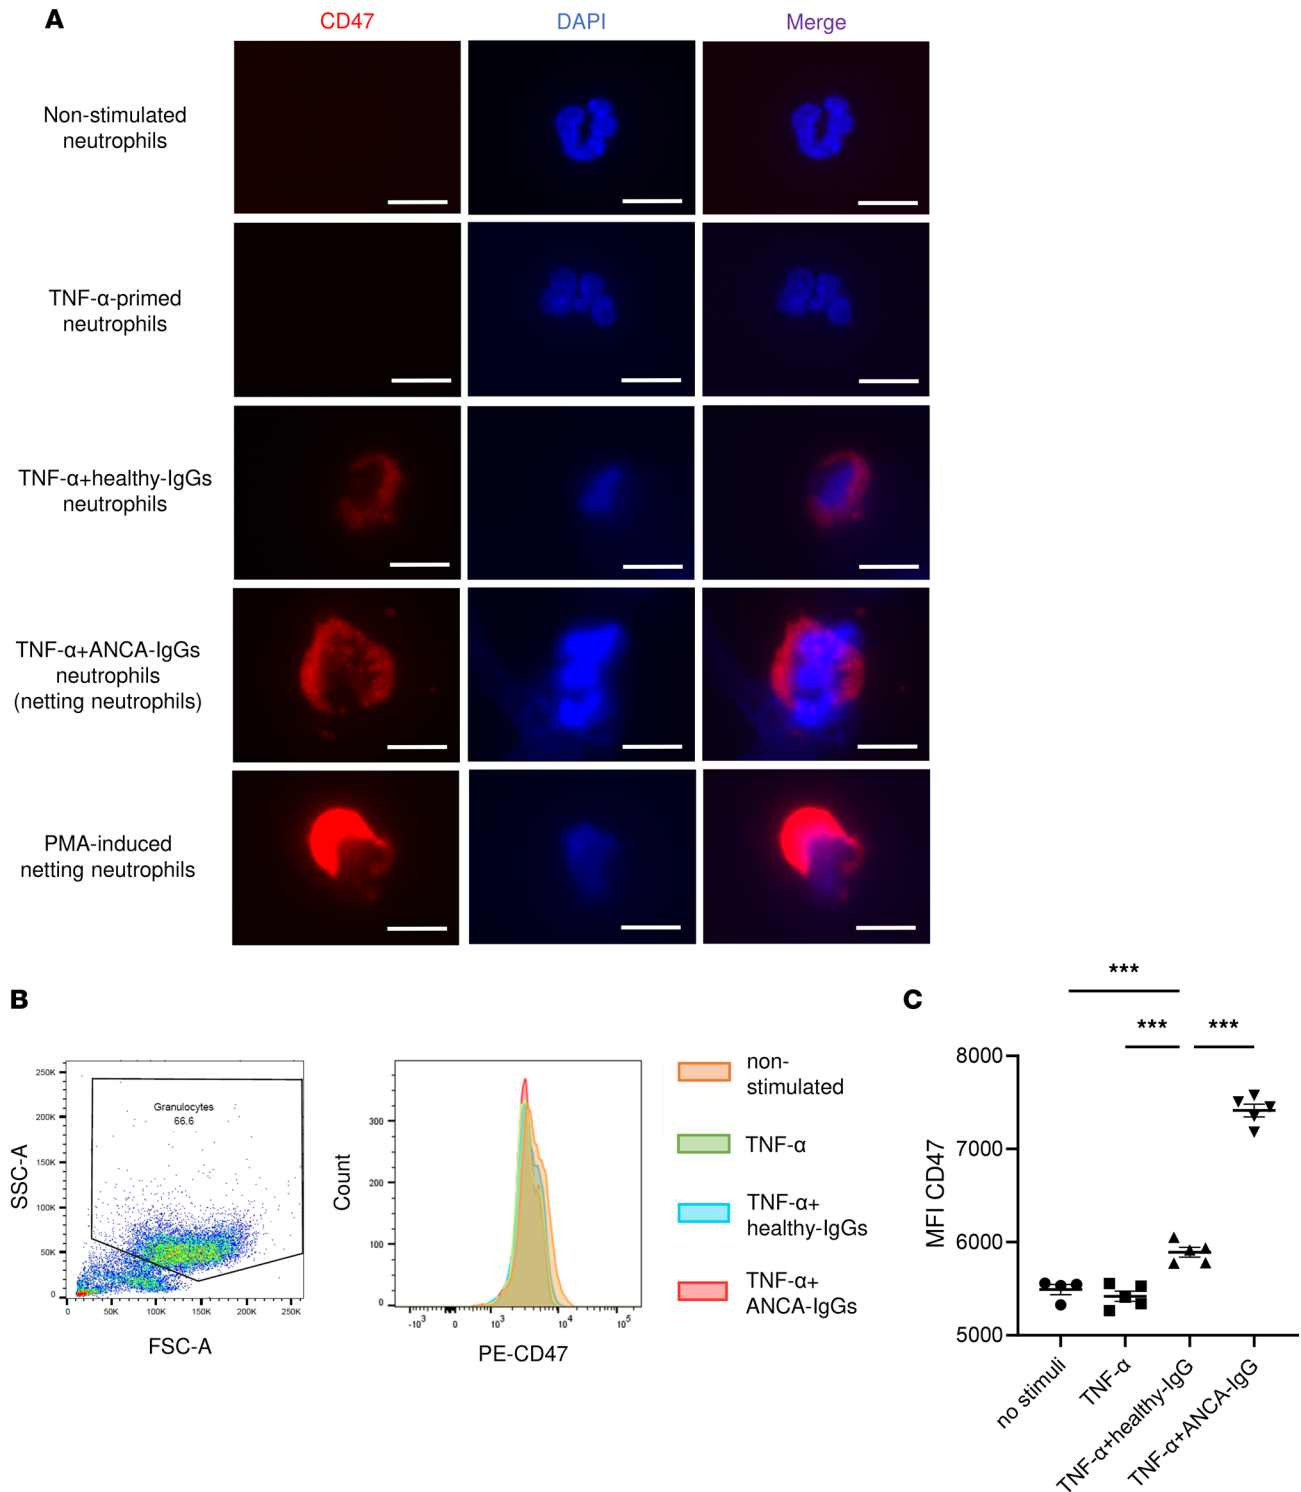 A
CD47
DAPI
Merge
Non-stimulated
neutrophils
TNF-α-primed
neutrophils
TNF-α+healthy-IgGs
neutrophils
TNF-α+ANCA-IgGs
neutrophils
(netting neutrophils)
PMA-induced
netting neutrophils
B
SSC-A
250K
200K
150K
100K
50K
0
Granulocytes
66.6
0
50K
100K
150K
200K
250K
FSC-A
Count
300
200
100
0
-10³
0
10³
10⁴
10⁵
PE-CD47
non-
stimulated
TNF-α
TNF-α+
healthy-IgGs
TNF-α+
ANCA-IgGs
C
***
***
***
MFI CD47
8000
7000
6000
5000
no stimuli
TNF-α
TNF-α+healthy-IgG
TNF-α+ANCA-IgG